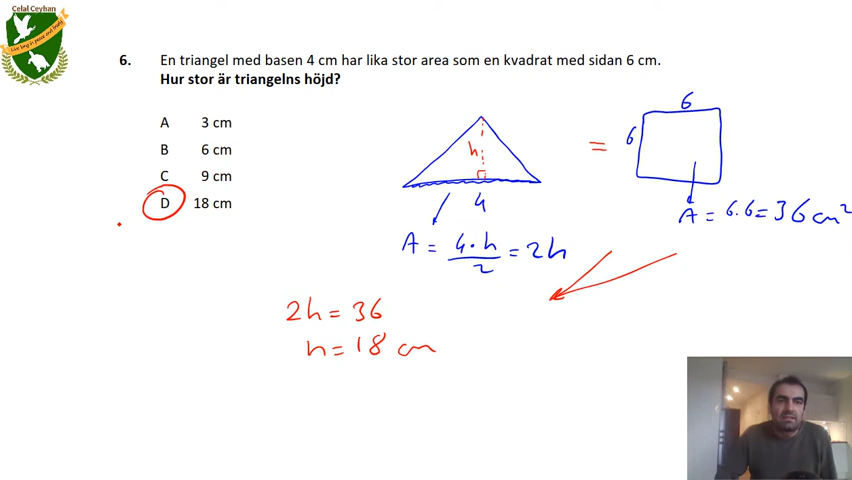 Celal Ceyhan
6. En triangel med basen 4 cm har lika stor area som en kvadrat med sidan 6 cm.
Hur stor är triangelns höjd?
A 3 cm
B 6 cm
C 9 cm
D 18 cm
h
4
A = 4·h/2 = 2h
=
6
6
A = 6·6 = 36 cm²
2h = 36
h = 18 cm